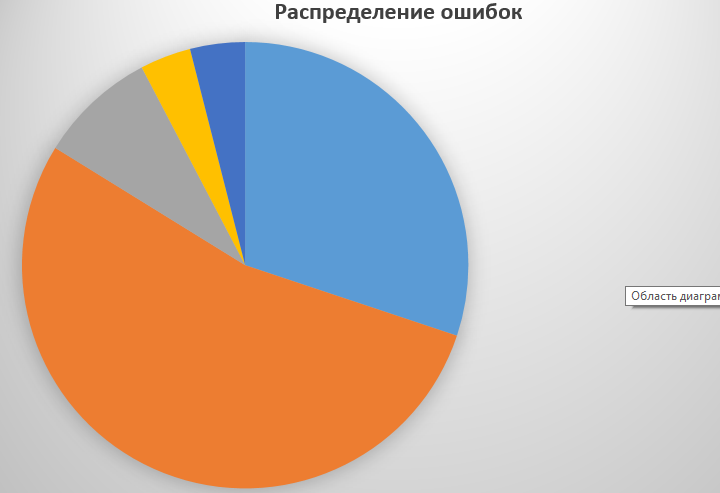 Распределение ошибок
Область